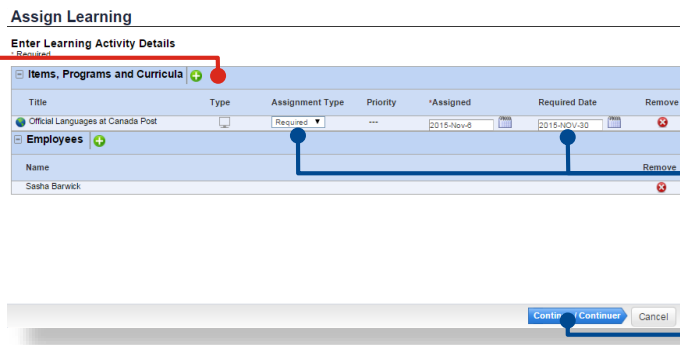 Assign Learning
Enter Learning Activity Details
* Required
Items, Programs and Curricula
Title Type Assignment Type Priority *Assigned Required Date Remove
Official Languages at Canada Post Required --- 2015-Nov-6 2015-NOV-30
Employees
Name Remove
Sasha Barwick
Continuer Cancel